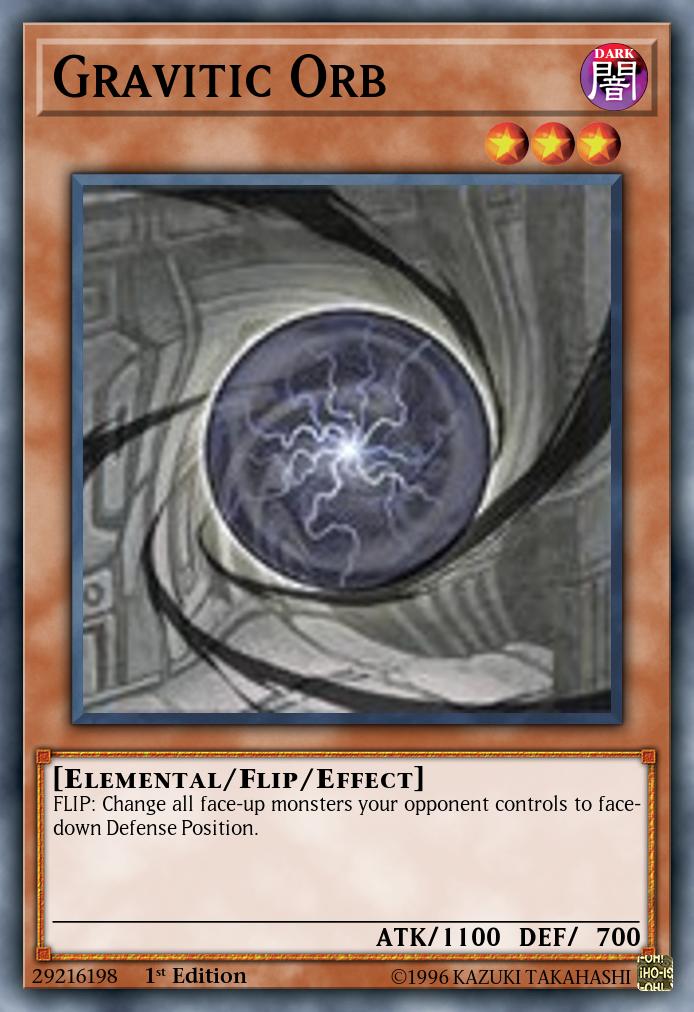 Gravitic Orb
DARK
闇
[Elemental/Flip/Effect]
FLIP: Change all face-up monsters your opponent controls to face-
down Defense Position.
ATK/1100 DEF/ 700
29216198 1st Edition ©1996 KAZUKI TAKAHASHI